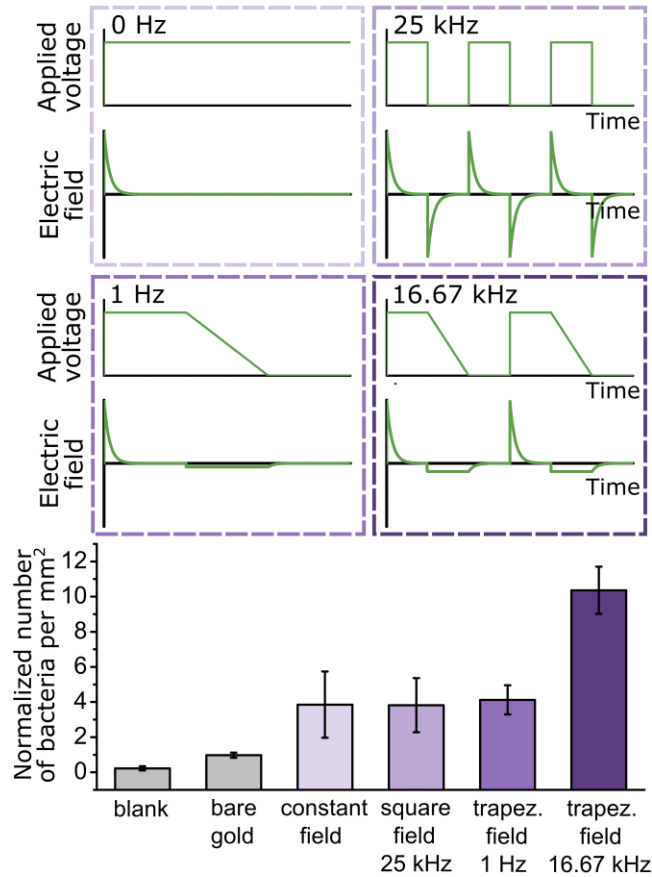 0 Hz
Applied
voltage
Electric
field
25 kHz
Time
Time
1 Hz
Applied
voltage
Electric
field
16.67 kHz
Time
Time
Normalized number
of bacteria per mm²
12
10
8
6
4
2
0
blank
bare
gold
constant
field
square
field
25 kHz
trapez.
field
1 Hz
trapez.
field
16.67 kHz